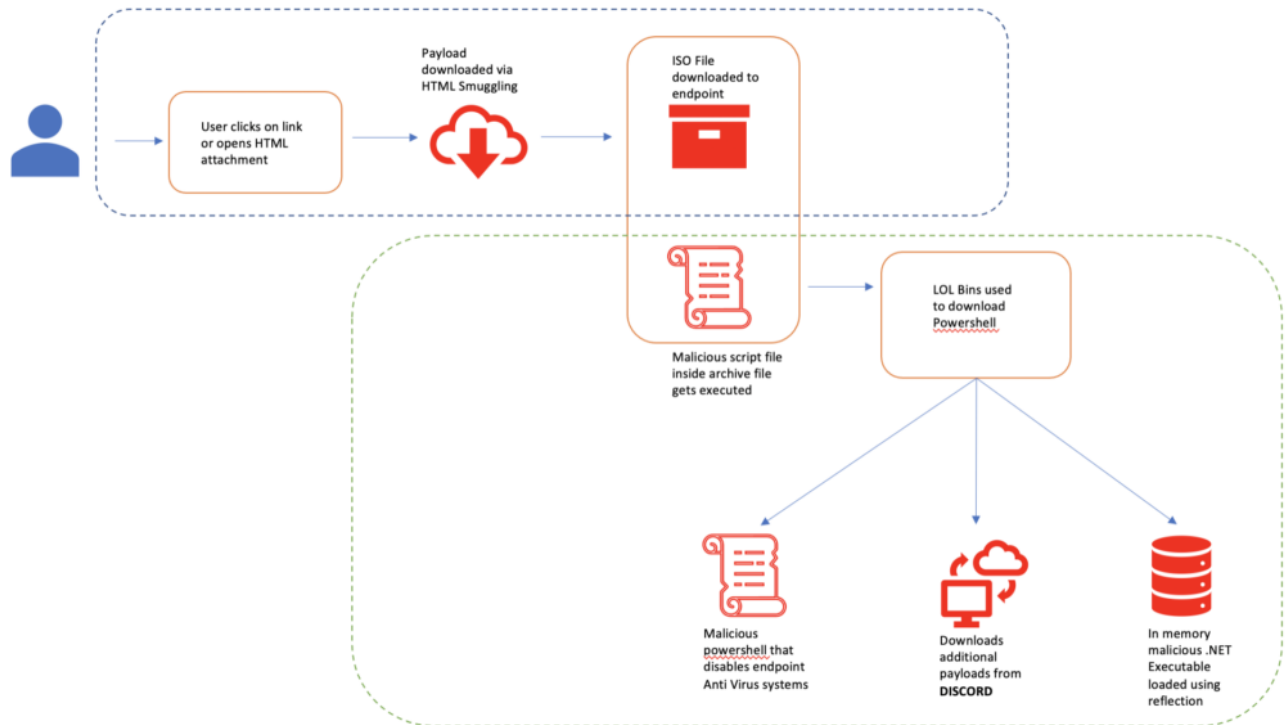 Payload
downloaded via
HTML Smuggling
ISO File
downloaded to
endpoint
User clicks on link
or opens HTML
attachment
LOL Bins used
to download
Powershell
Malicious script file
inside archive file
gets executed
Malicious
powershell that
disables endpoint
Anti Virus systems
Downloads
additional
payloads from
DISCORD
In memory
malicious .NET
Executable
loaded using
reflection